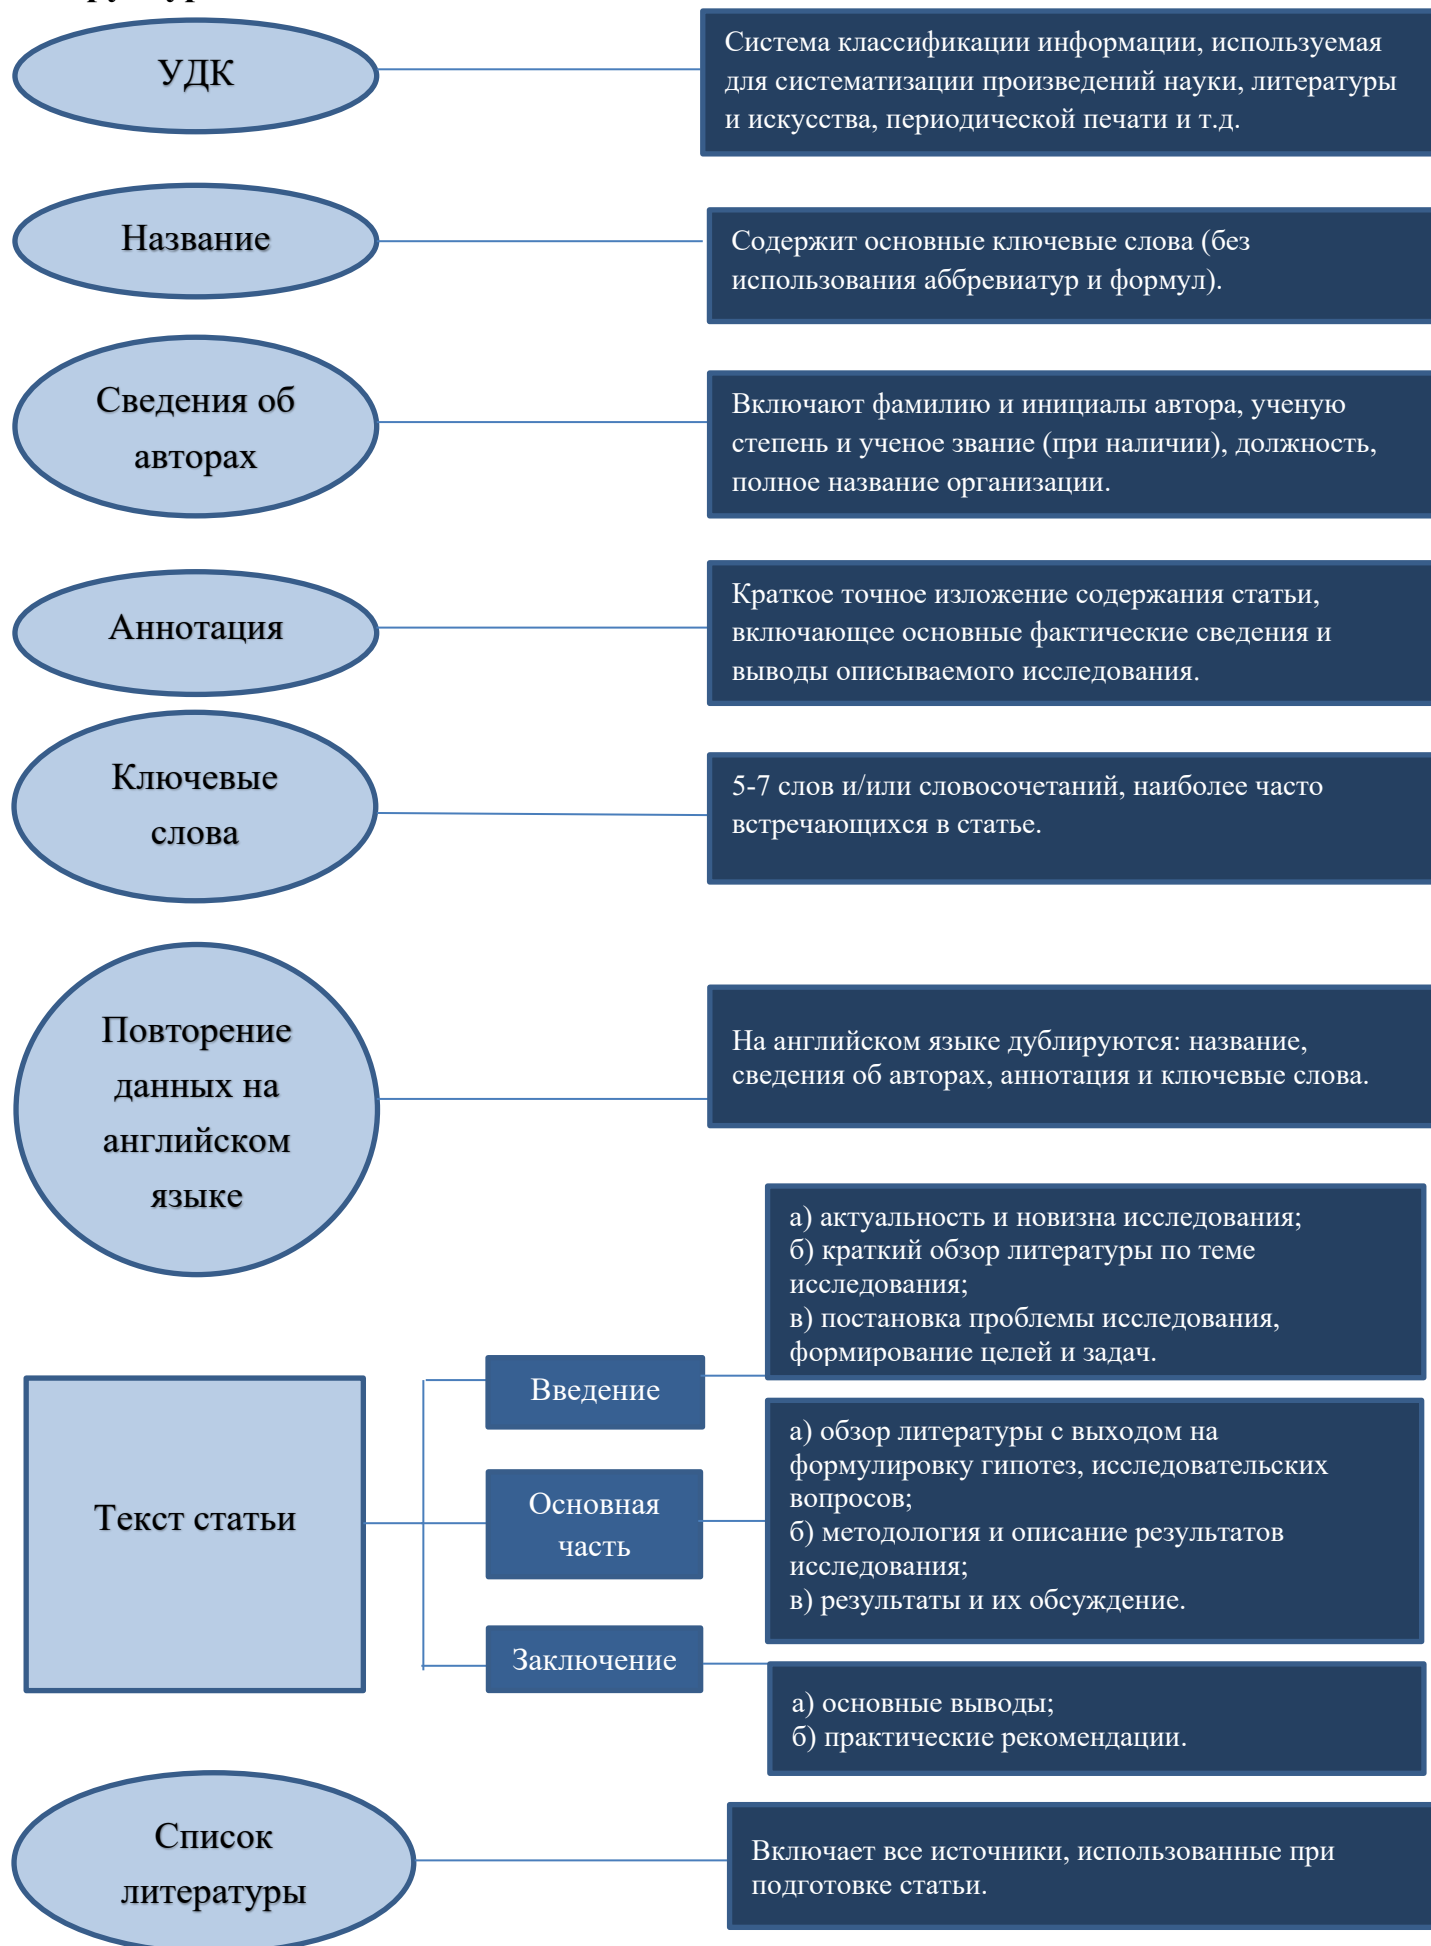 УДК
Система классификации информации, используемая
для систематизации произведений науки, литературы
и искусства, периодической печати и т.д.
Название
Содержит основные ключевые слова (без
использования аббревиатур и формул).
Сведения об
авторах
Включают фамилию и инициалы автора, ученую
степень и ученое звание (при наличии), должность,
полное название организации.
Аннотация
Краткое точное изложение содержания статьи,
включающее основные фактические сведения и
выводы описываемого исследования.
Ключевые
слова
5-7 слов и/или словосочетаний, наиболее часто
встречающихся в статье.
Повторение
данных на
английском
языке
На английском языке дублируются: название,
сведения об авторах, аннотация и ключевые слова.
Текст статьи
Введение
а) актуальность и новизна исследования;
б) краткий обзор литературы по теме
исследования;
в) постановка проблемы исследования,
формирование целей и задач.
Основная
часть
а) обзор литературы с выходом на
формулировку гипотез, исследовательских
вопросов;
б) методология и описание результатов
исследования;
в) результаты и их обсуждение.
Заключение
а) основные выводы;
б) практические рекомендации.
Список
литературы
Включает все источники, использованные при
подготовке статьи.